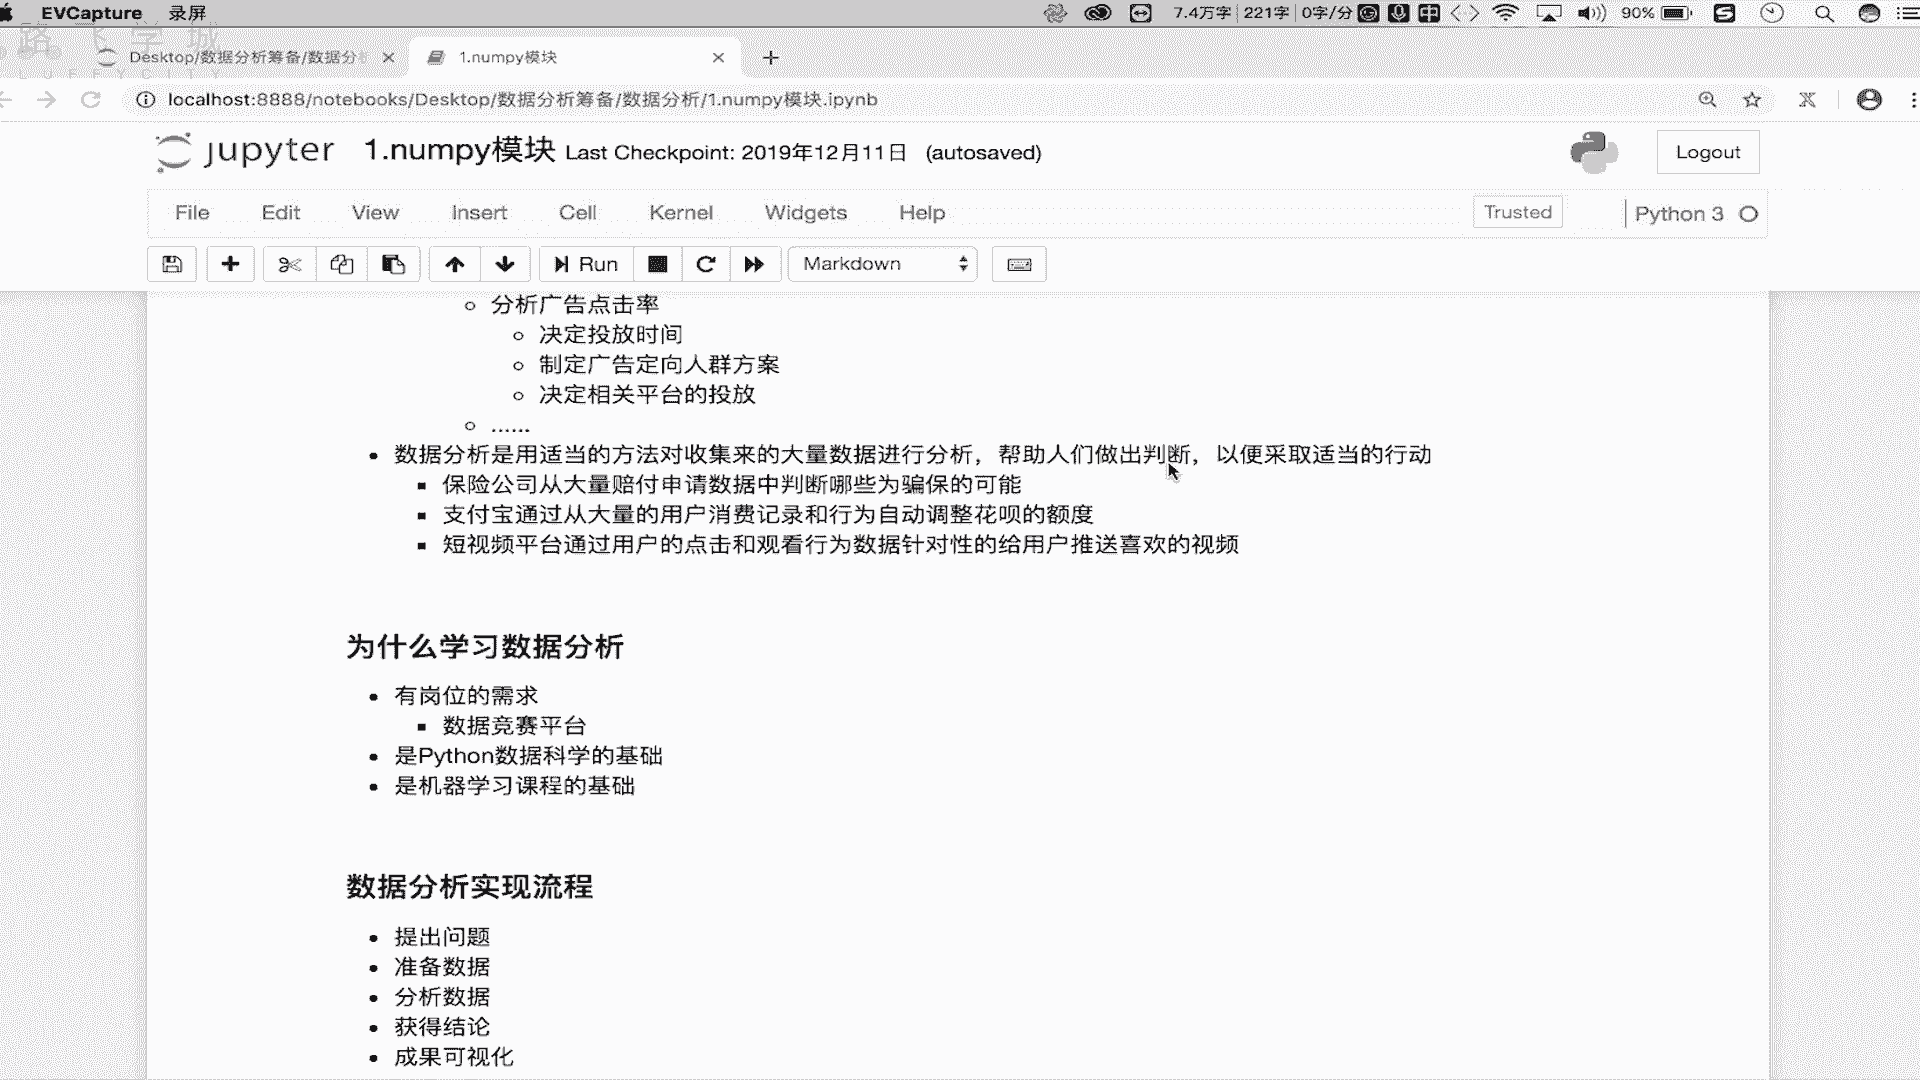 EVCapture 录屏
7.4万字 221字 0字/分 中 90% S
路飞学城
LUFFYCITY
Desktop/数据分析筹备/数据分析 1.numpy模块
localhost:8888/notebooks/Desktop/数据分析筹备/数据分析/1.numpy模块.ipynb
jupyter 1.numpy模块 Last Checkpoint: 2019年12月11日 (autosaved)
Logout
File Edit View Insert Cell Kernel Widgets Help
Trusted Python 3
Run Markdown
分析广告点击率
决定投放时间
制定广告定向人群方案
决定相关平台的投放
......
数据分析是用适当的方法对收集来的大量数据进行分析，帮助人们做出判断，以便采取适当的行动
保险公司从大量赔付申请数据中判断哪些为骗保的可能
支付宝通过从大量的用户消费记录和行为自动调整花呗的额度
短视频平台通过用户的点击和观看行为数据针对性的给用户推送喜欢的视频
为什么学习数据分析
有岗位的需求
数据竞赛平台
是Python数据科学的基础
是机器学习课程的基础
数据分析实现流程
提出问题
准备数据
分析数据
获得结论
成果可视化